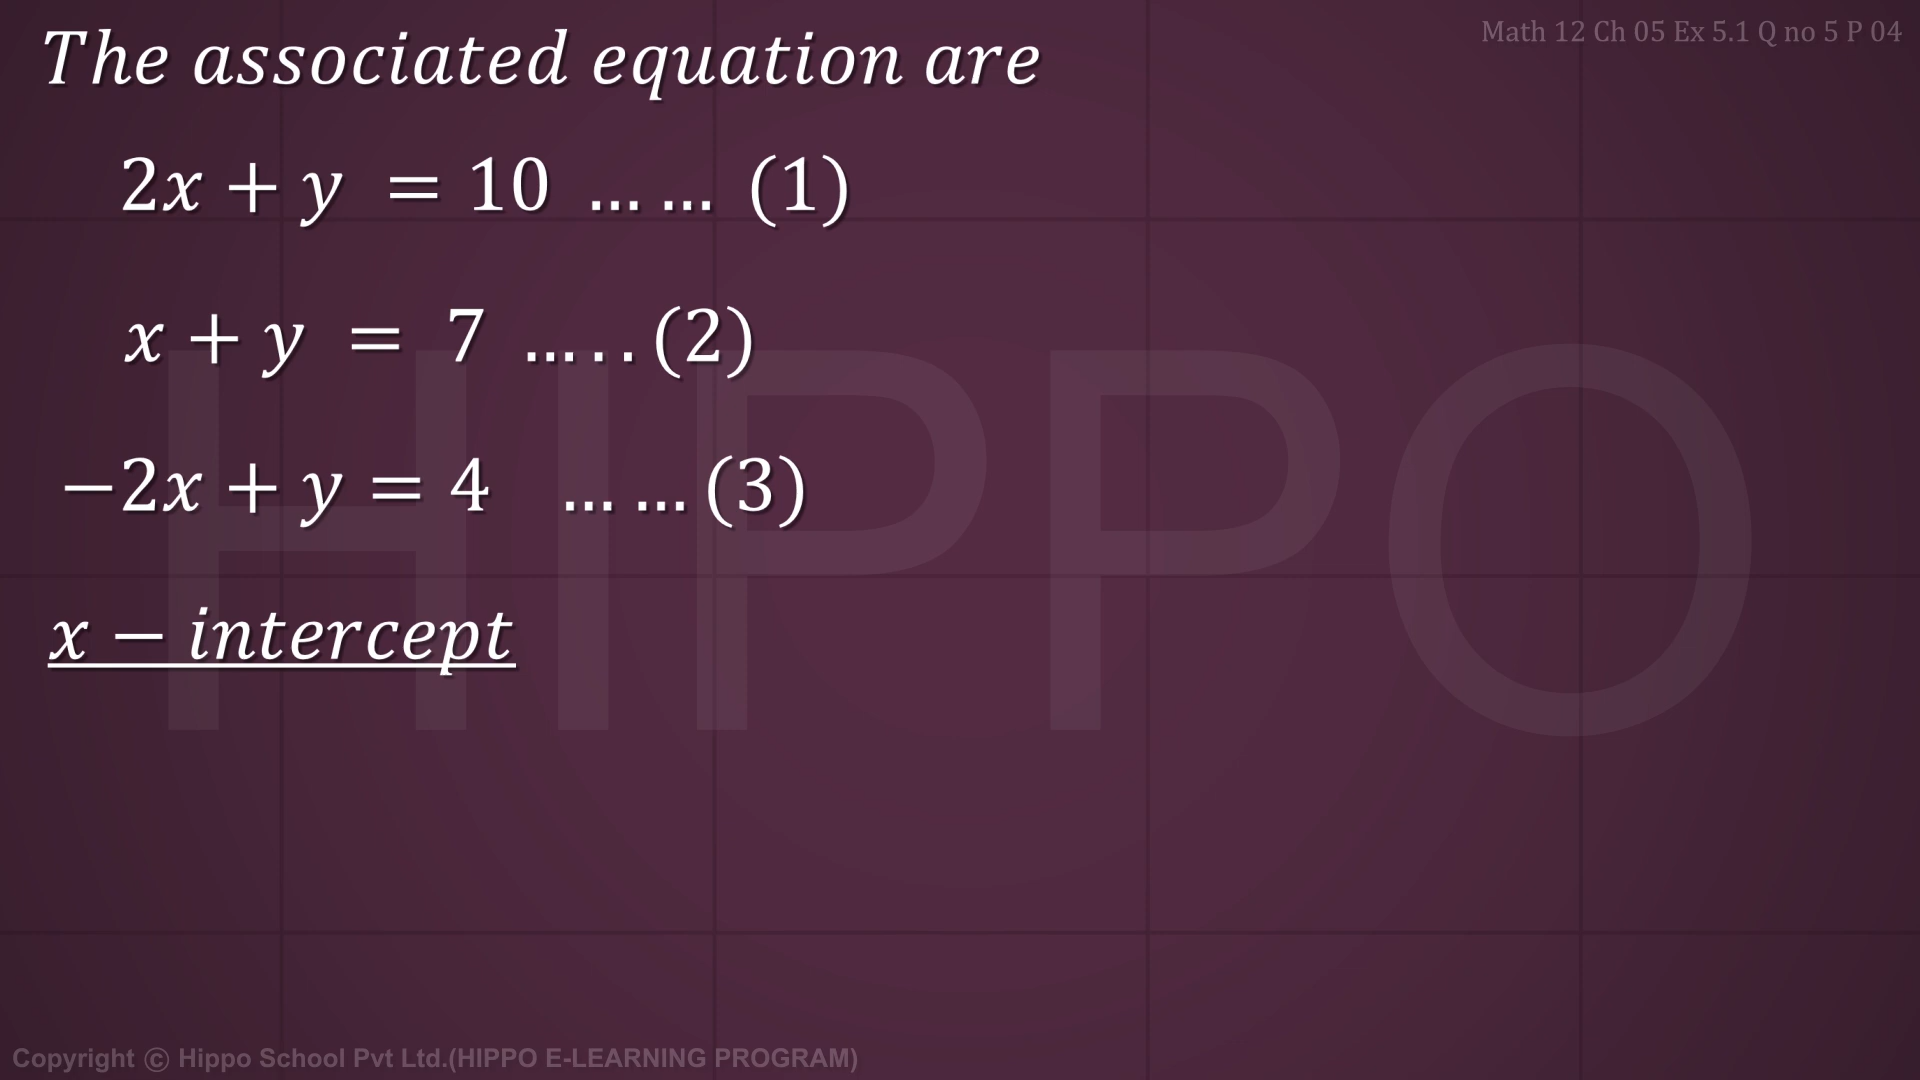 The associated equation are
Math 12 Ch 05 Ex 5.1 Q no 5 P 04
2x + y = 10 … … (1)
x + y = 7 ….. . (2)
−2x + y = 4 … … (3)
x − intercept
HIPPO
Copyright © Hippo School Pvt Ltd.(HIPPO E-LEARNING PROGRAM)